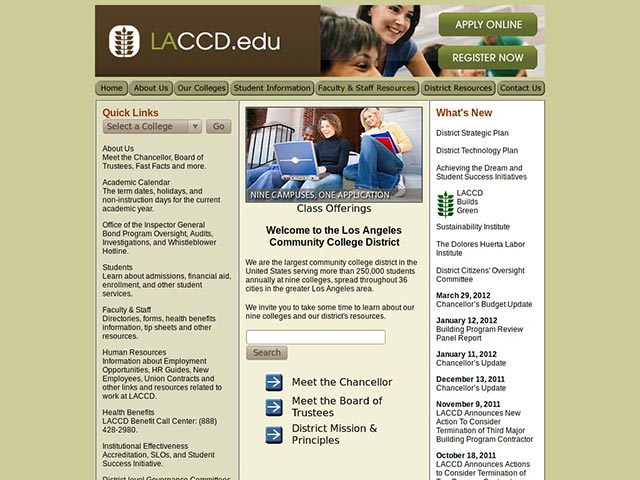 LACCD.edu
APPLY ONLINE
REGISTER NOW
Home
About Us
Our Colleges
Student Information
Faculty & Staff Resources
District Resources
Contact Us
Quick Links
Select a College
Go
About Us
Meet the Chancellor, Board of
Trustees, Fast Facts and more.
Academic Calendar
The term dates, holidays, and
non-instruction days for the current
academic year.
Office of the Inspector General
Bond Program Oversight, Audits,
Investigations, and Whistleblower
Hotline.
Students
Learn about admissions, financial aid,
enrollment, and other student
services.
Faculty & Staff
Directories, forms, health benefits
information, tip sheets and other
resources.
Human Resources
Information about Employment
Opportunities, HR Guides, New
Employees, Union Contracts and
other links and resources related to
work at LACCD.
Health Benefits
LACCD Benefit Call Center: (888)
428-2980.
Institutional Effectiveness
Accreditation, SLOs, and Student
Success Initiative.
District-level Governance Committees
NINE CAMPUSES; ONE APPLICATION
Class Offerings
Welcome to the Los Angeles
Community College District
We are the largest community college district in the
United States serving more than 250,000 students
annually at nine colleges, spread throughout 36
cities in the greater Los Angeles area.
We invite you to take some time to learn about our
nine colleges and our district's resources.
Search
Meet the Chancellor
Meet the Board of
Trustees
District Mission &
Principles
What's New
District Strategic Plan
District Technology Plan
Achieving the Dream and
Student Success Initiatives
LACCD
Builds
Green
Sustainability Institute
The Dolores Huerta Labor
Institute
District Citizens' Oversight
Committee
March 29, 2012
Chancellor's Budget Update
January 12, 2012
Building Program Review
Panel Report
January 11, 2012
Chancellor's Update
December 13, 2011
Chancellor's Update
November 9, 2011
LACCD Announces New
Action To Consider
Termination of Third Major
Building Program Contractor
October 18, 2011
LACCD Announces Actions
to Consider Termination of